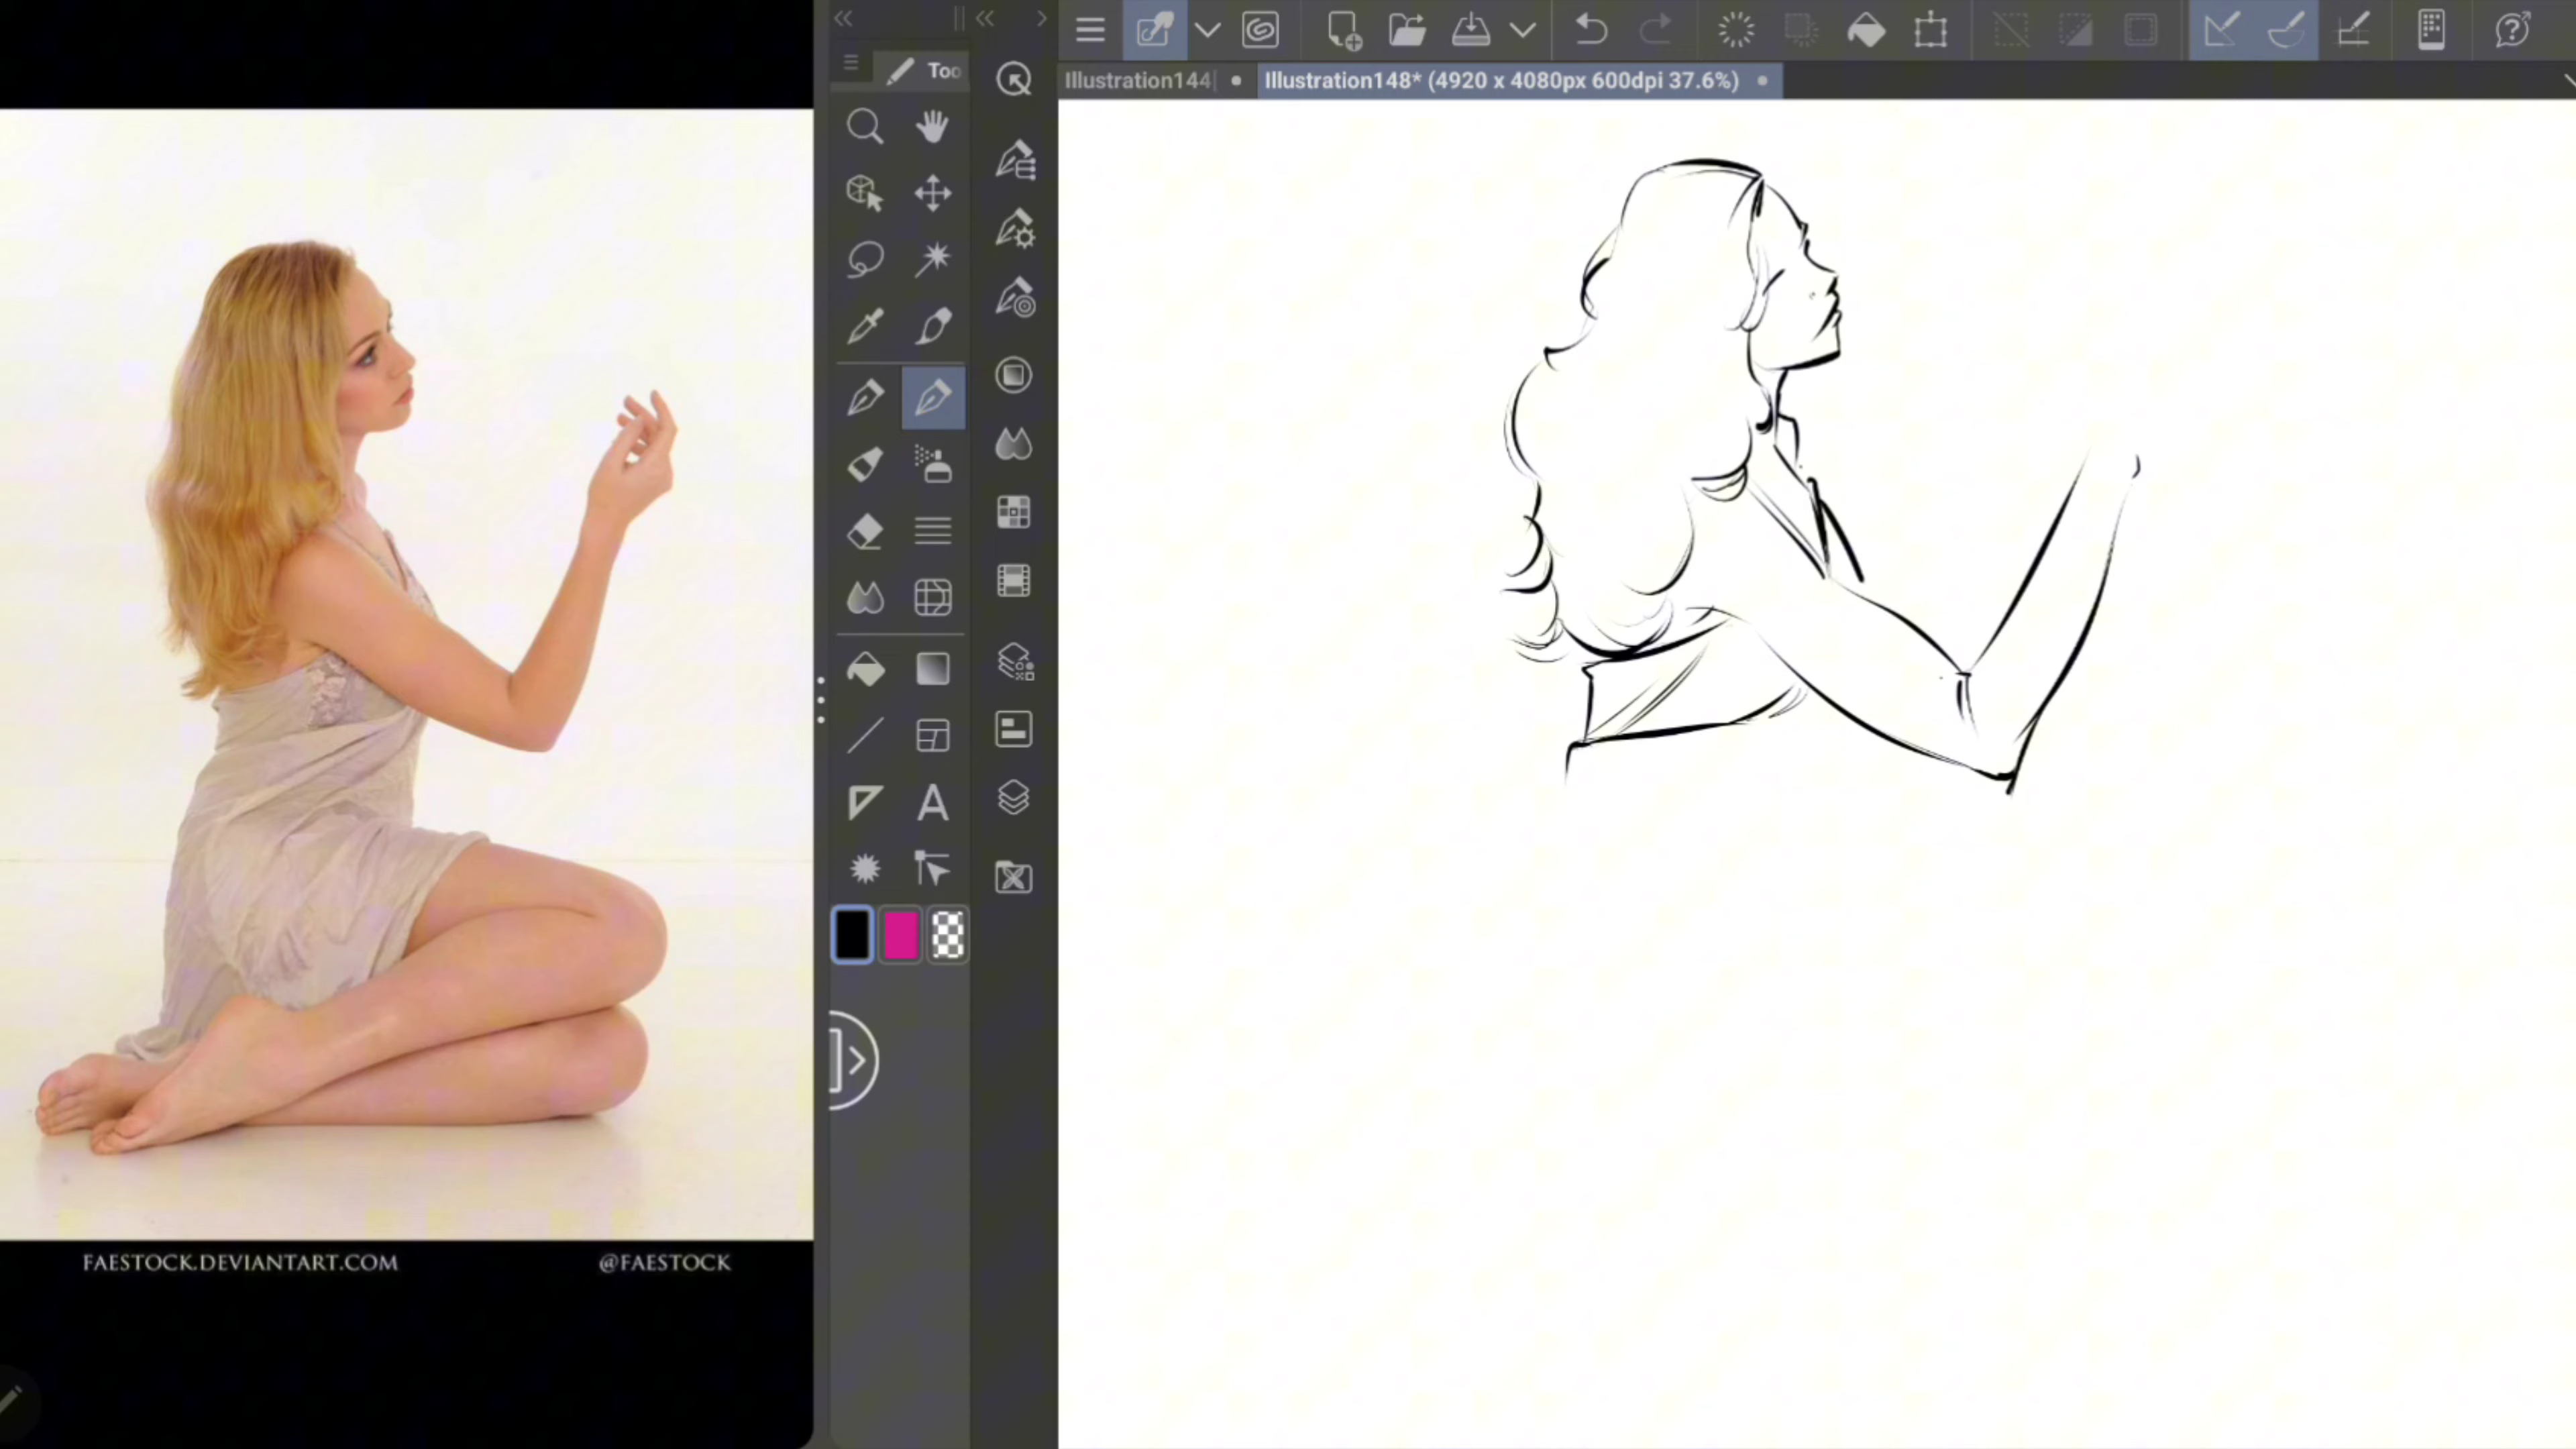 Too
Illustration144
Illustration148* (4920 x 4080px 600dpi 37.6%)
A
FAESTOCK.DEVIANTART.COM
@FAESTOCK